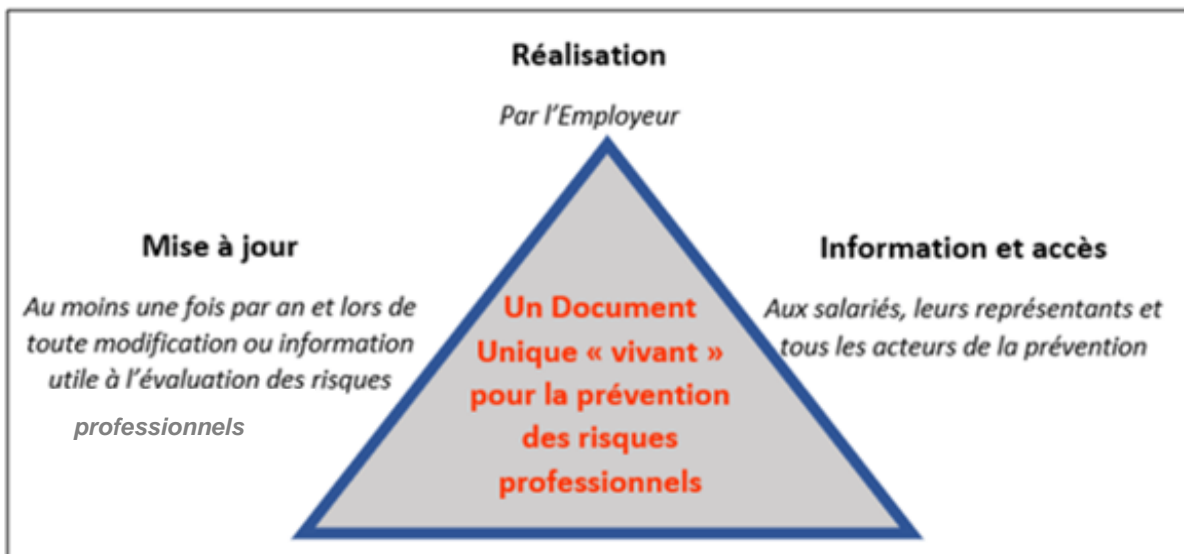 Réalisation
Par l'Employeur
Mise à jour
Au moins une fois par an et lors de
toute modification ou information
utile à l'évaluation des risques
professionnels
Information et accès
Aux salariés, leurs représentants et
tous les acteurs de la prévention
Un Document
Unique « vivant »
pour la prévention
des risques
professionnels